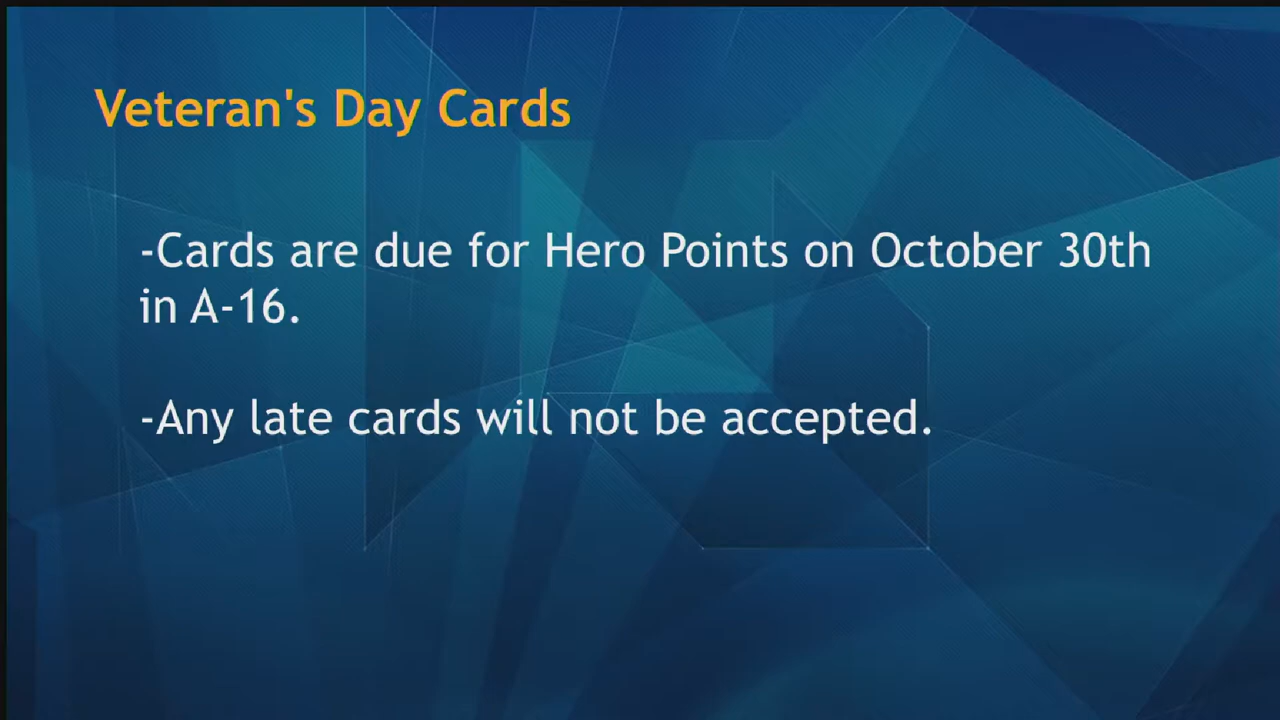 Veteran's Day Cards
-Cards are due for Hero Points on October 30th
in A-16.
-Any late cards will not be accepted.